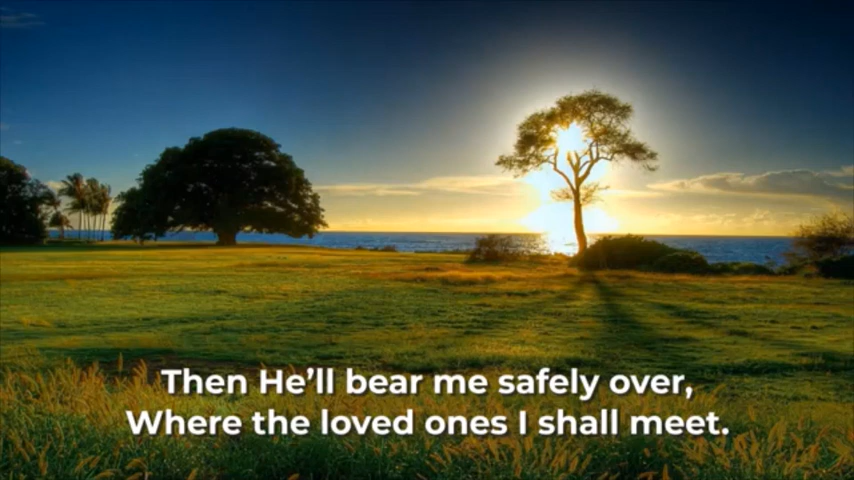 Then He’ll bear me safely over,
Where the loved ones I shall meet.